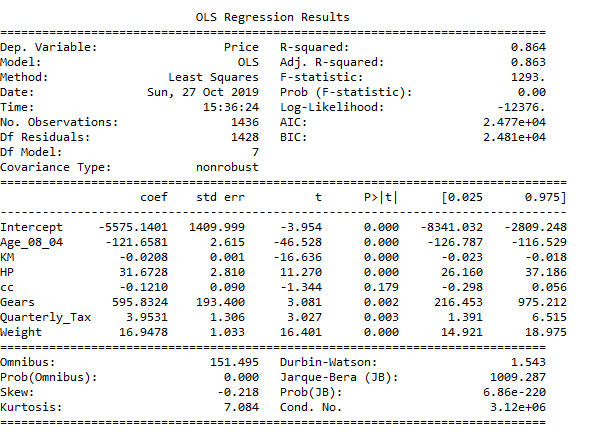 OLS Regression Results
==============================================================================
Dep. Variable: Price R-squared: 0.864
Model: OLS Adj. R-squared: 0.863
Method: Least Squares F-statistic: 1293.
Date: Sun, 27 Oct 2019 Prob (F-statistic): 0.00
Time: 15:36:24 Log-Likelihood: -12376.
No. Observations: 1436 AIC: 2.477e+04
Df Residuals: 1428 BIC: 2.481e+04
Df Model: 7
Covariance Type: nonrobust
=================================================================================
coef std err t P>|t| [0.025 0.975]
---------------------------------------------------------------------------------
Intercept -5575.1401 1409.999 -3.954 0.000 -8341.032 -2809.248
Age_08_04 -121.6581 2.615 -46.528 0.000 -126.787 -116.529
KM -0.0208 0.001 -16.636 0.000 -0.023 -0.018
HP 31.6728 2.810 11.270 0.000 26.160 37.186
cc -0.1210 0.090 -1.344 0.179 -0.298 0.056
Gears 595.8324 193.400 3.081 0.002 216.453 975.212
Quarterly_Tax 3.9531 1.306 3.027 0.003 1.391 6.515
Weight 16.9478 1.033 16.401 0.000 14.921 18.975
==============================================================================
Omnibus: 151.495 Durbin-Watson: 1.543
Prob(Omnibus): 0.000 Jarque-Bera (JB): 1009.287
Skew: -0.218 Prob(JB): 6.86e-220
Kurtosis: 7.084 Cond. No. 3.12e+06
==============================================================================